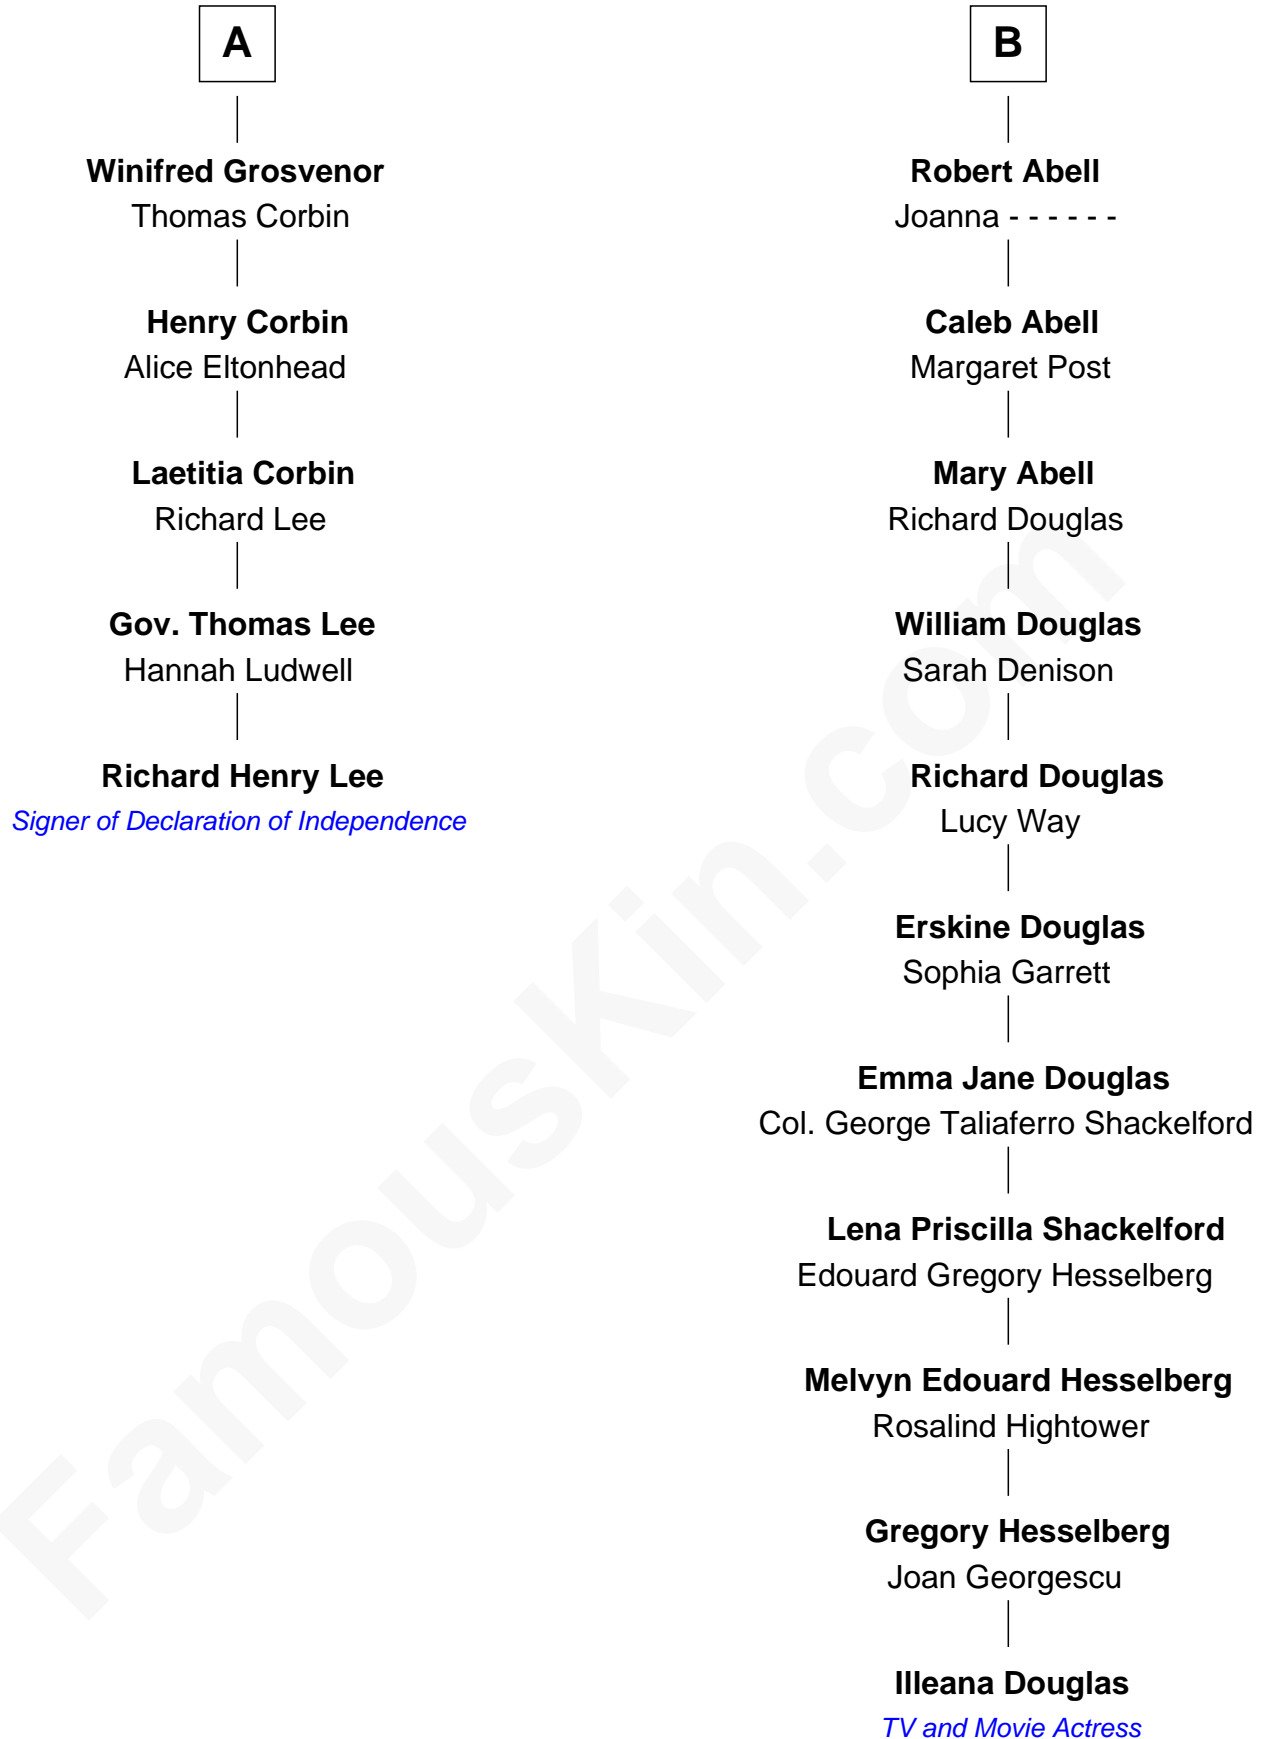 A
Winifred Grosvenor
Thomas Corbin
Henry Corbin
Alice Eltonhead
Laetitia Corbin
Richard Lee
Gov. Thomas Lee
Hannah Ludwell
Richard Henry Lee
Signer of Declaration of Independence
B
Robert Abell
Joanna - - - - - -
Caleb Abell
Margaret Post
Mary Abell
Richard Douglas
William Douglas
Sarah Denison
Richard Douglas
Lucy Way
Erskine Douglas
Sophia Garrett
Emma Jane Douglas
Col. George Taliaferro Shackelford
Lena Priscilla Shackelford
Edouard Gregory Hesselberg
Melvyn Edouard Hesselberg
Rosalind Hightower
Gregory Hesselberg
Joan Georgescu
Illeana Douglas
TV and Movie Actress
FamousKin.com